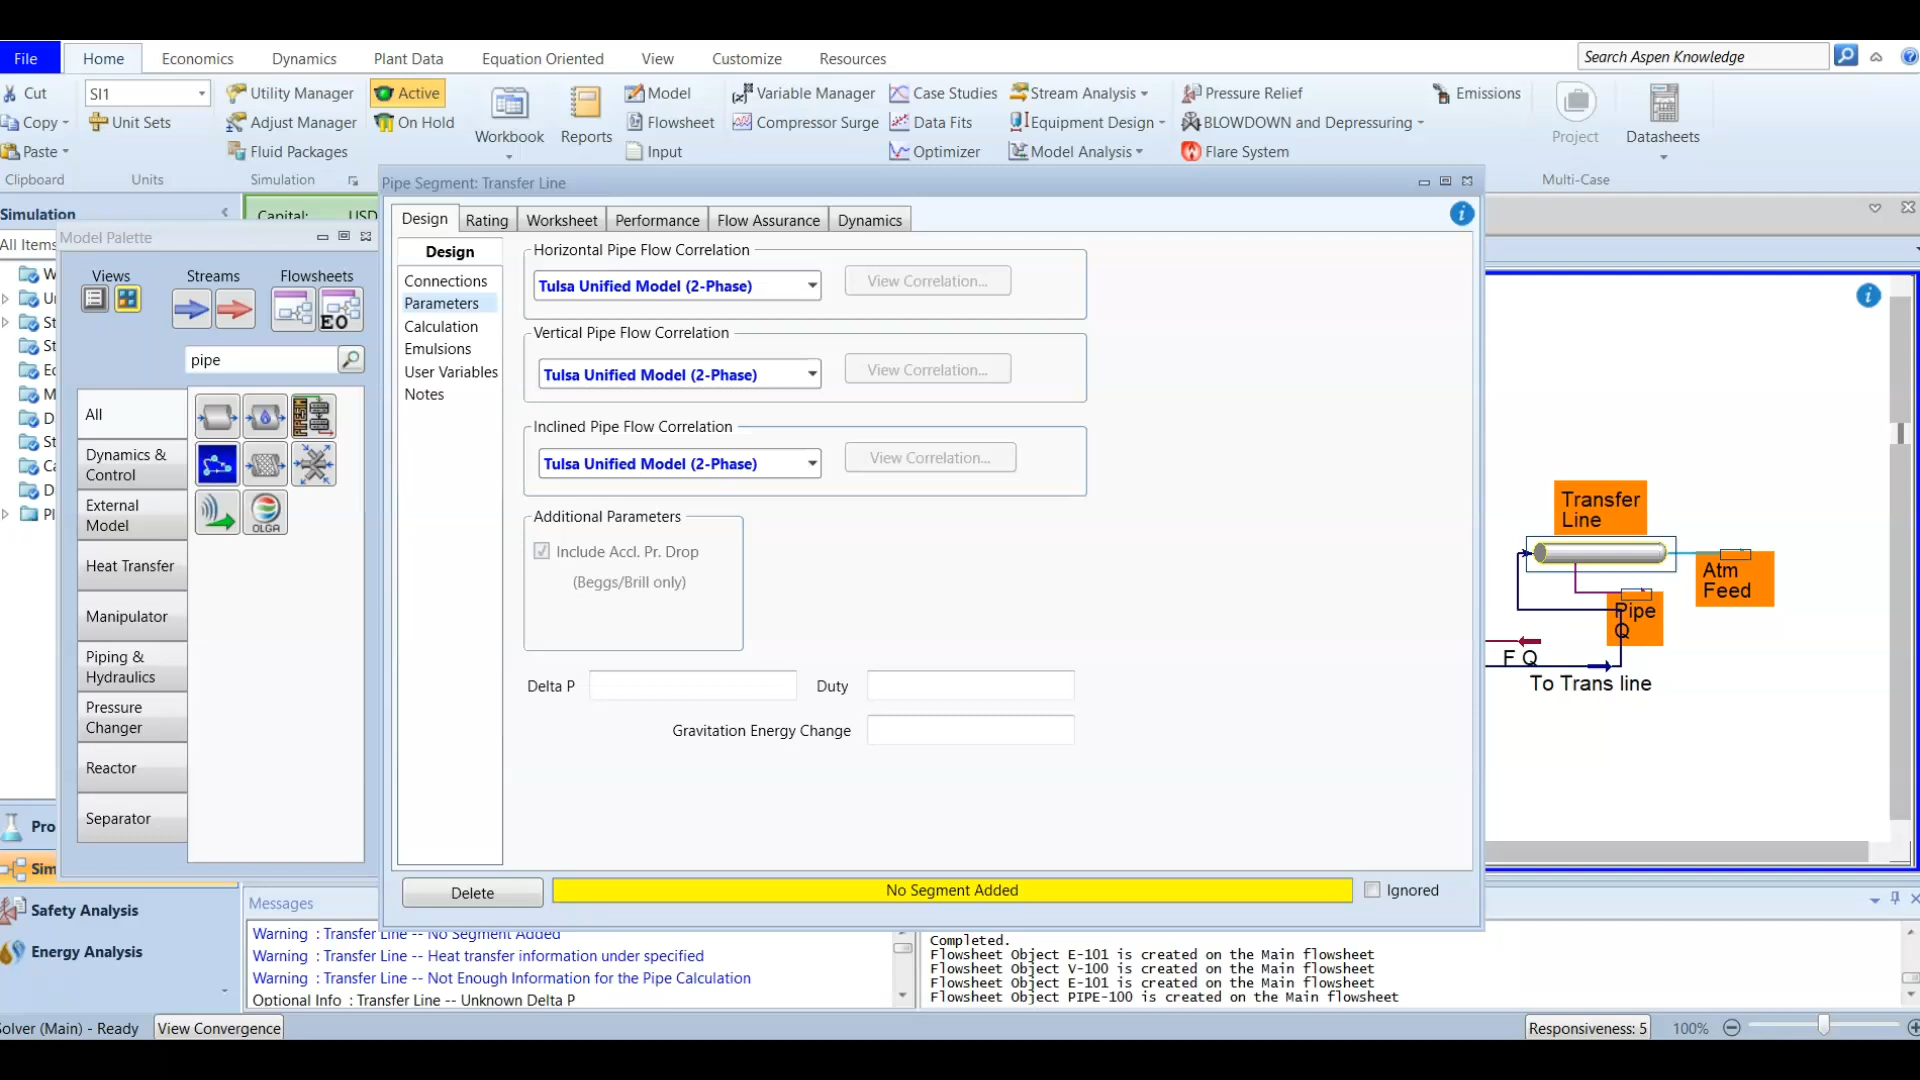 File Home Economics Dynamics Plant Data Equation Oriented View Customize Resources Search Aspen Knowledge
Cut SI1 Utility Manager Active Model Variable Manager Case Studies Stream Analysis Pressure Relief Emissions
Copy Unit Sets Adjust Manager On Hold Workbook Reports Flowsheet Compressor Surge Data Fits Equipment Design BLOWDOWN and Depressuring Project Datasheets
Paste Fluid Packages Input Optimizer Model Analysis Flare System
Clipboard Units Simulation Multi-Case
Pipe Segment: Transfer Line
Simulation
Capital: USD
All Items
Model Palette
Views Streams Flowsheets
EO
pipe
All
Dynamics &
Control
External
Model
Heat Transfer
Manipulator
Piping &
Hydraulics
Pressure
Changer
Reactor
Separator
OLGA
Design Rating Worksheet Performance Flow Assurance Dynamics
Design
Connections
Parameters
Calculation
Emulsions
User Variables
Notes
Horizontal Pipe Flow Correlation
Tulsa Unified Model (2-Phase) View Correlation...
Vertical Pipe Flow Correlation
Tulsa Unified Model (2-Phase) View Correlation...
Inclined Pipe Flow Correlation
Tulsa Unified Model (2-Phase) View Correlation...
Additional Parameters
Include Accl. Pr. Drop
(Beggs/Brill only)
Delta P Duty
Gravitation Energy Change
Delete No Segment Added Ignored
Transfer
Line
Atm
Feed
Pipe
Q
F Q
To Trans line
Pro
Sim
Safety Analysis
Energy Analysis
Messages
Warning : Transfer Line -- No Segment Added
Warning : Transfer Line -- Heat transfer information under specified
Warning : Transfer Line -- Not Enough Information for the Pipe Calculation
Optional Info : Transfer Line -- Unknown Delta P
Completed.
Flowsheet Object E-101 is created on the Main flowsheet
Flowsheet Object V-100 is created on the Main flowsheet
Flowsheet Object E-101 is created on the Main flowsheet
Flowsheet Object PIPE-100 is created on the Main flowsheet
olver (Main) - Ready View Convergence Responsiveness: 5 100%